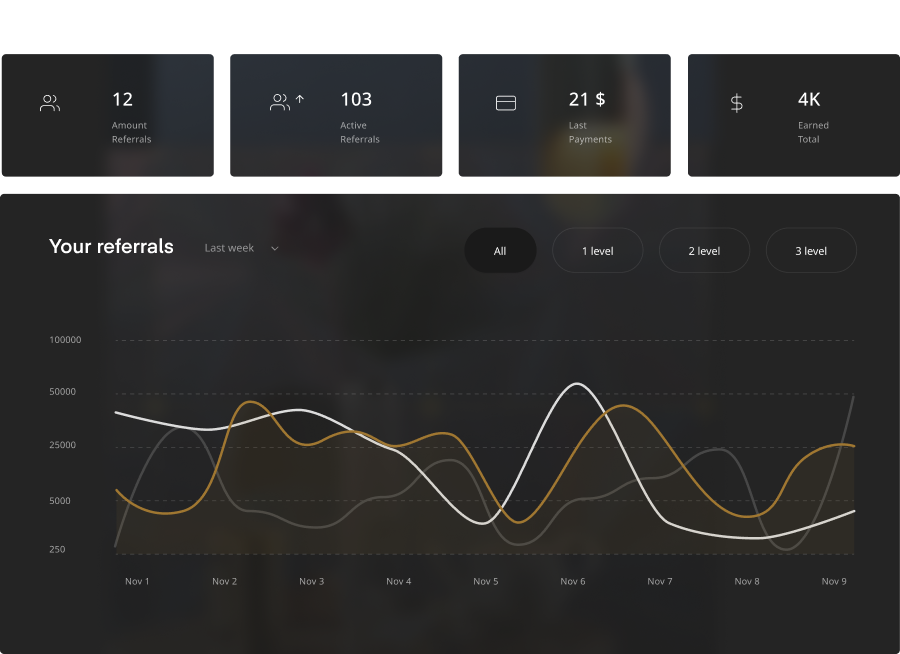 12
Amount
Referrals
103
Active
Referrals
21 $
Last
Payments
4K
Earned
Total
Your referrals
Last week
All
1 level
2 level
3 level
100000
50000
25000
5000
250
Nov 1
Nov 2
Nov 3
Nov 4
Nov 5
Nov 6
Nov 7
Nov 8
Nov 9